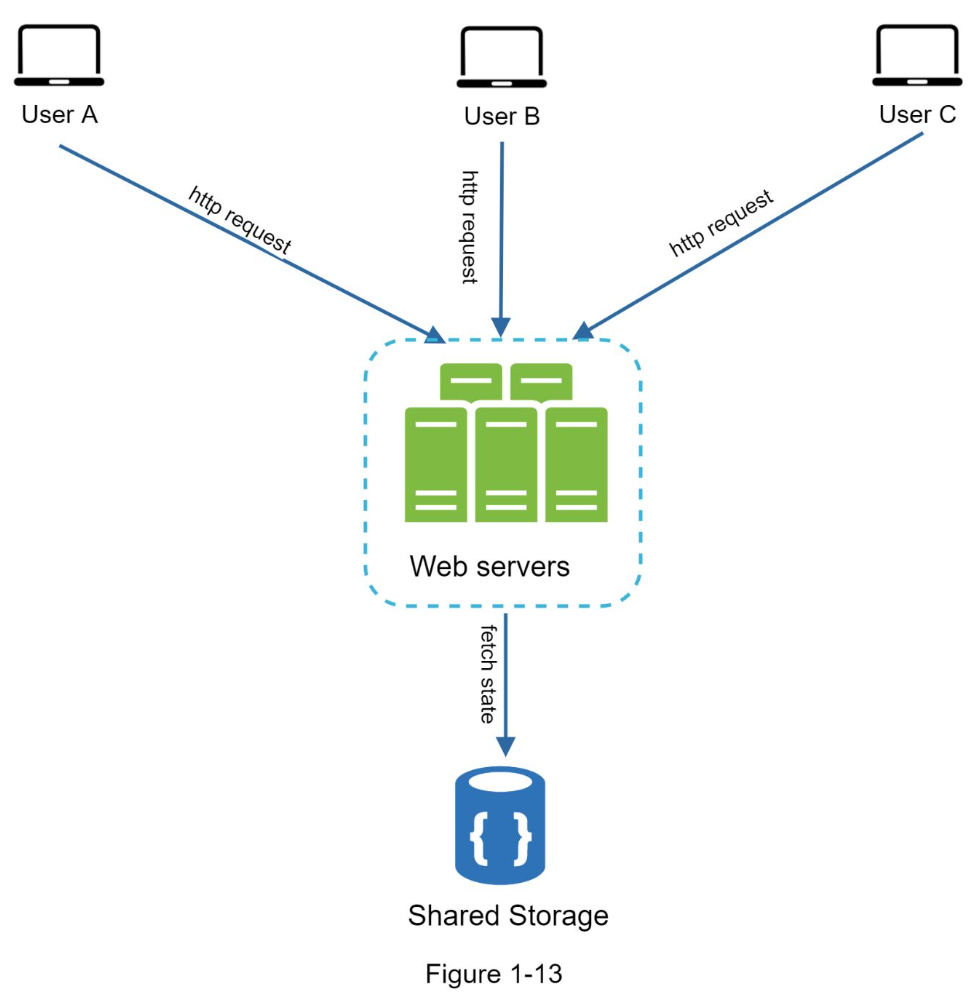 User A
User B
User C
http request
http request
http request
Web servers
fetch state
{ }
Shared Storage
Figure 1-13